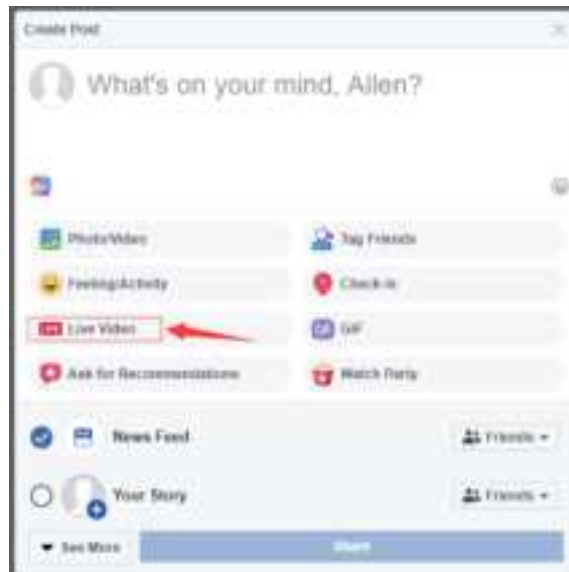 Create Post
What's on your mind, Allen?
Photo/Video
Tag Friends
Feeling/Activity
Check in
Live Video
GIF
Ask for Recommendations
Watch Party
News Feed
Friends
Your Story
Friends
See More
Share